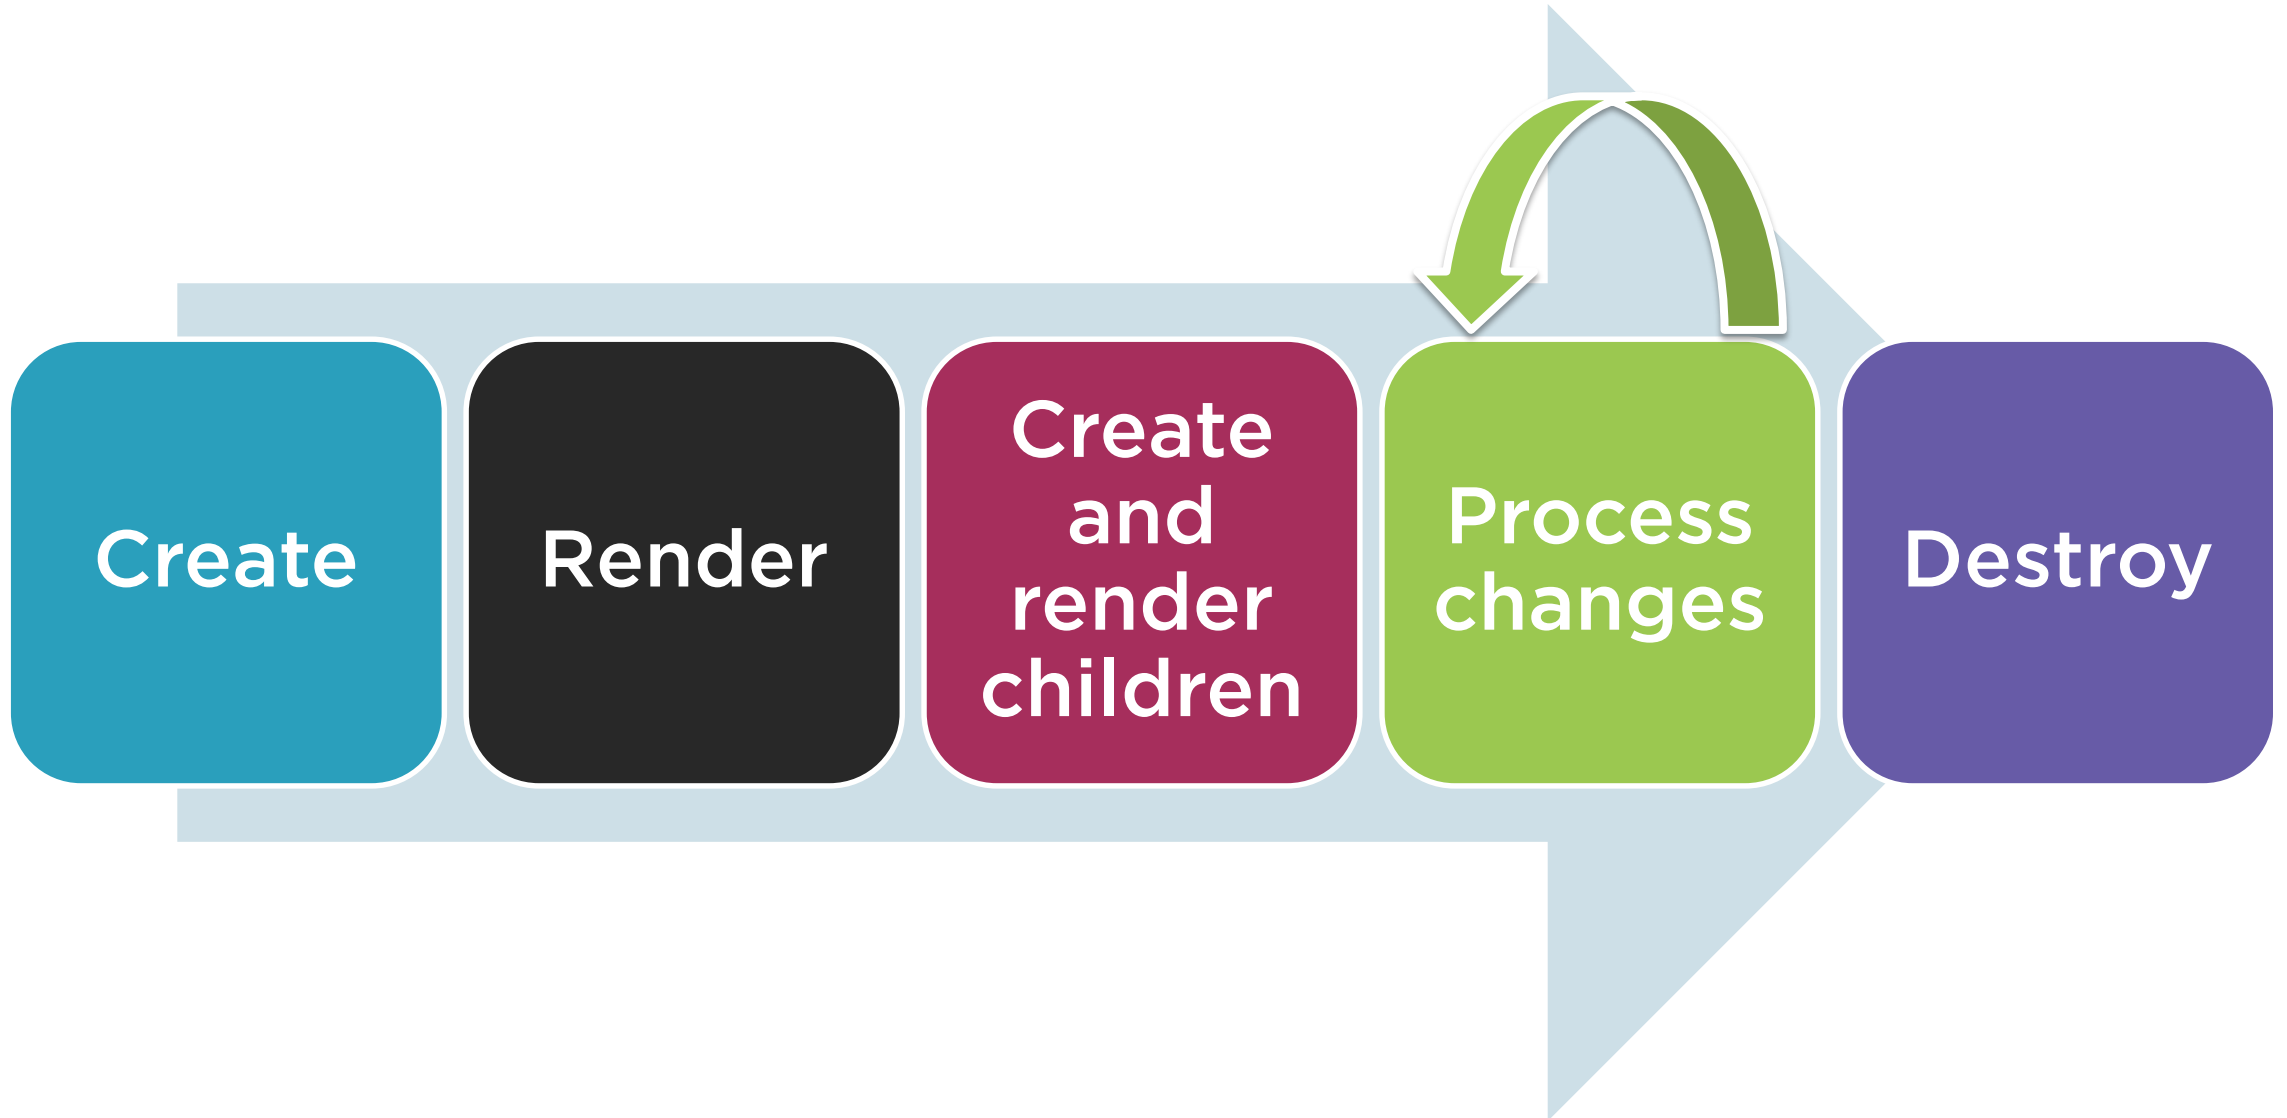 Create
Render
Create
and
render
children
Process
changes
Destroy